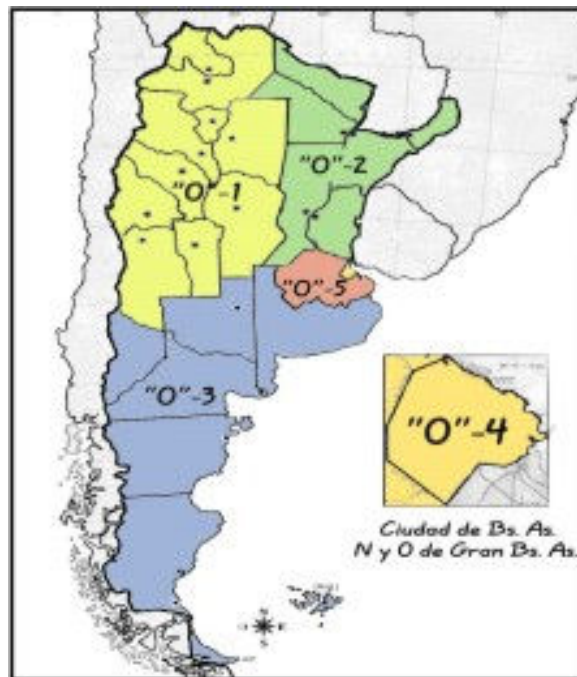 "O"-1
"O"-2
"O"-5
"O"-3
"O"-4
Ciudad de Bs. As.
N y O de Gran Bs. As.
N
O E
S